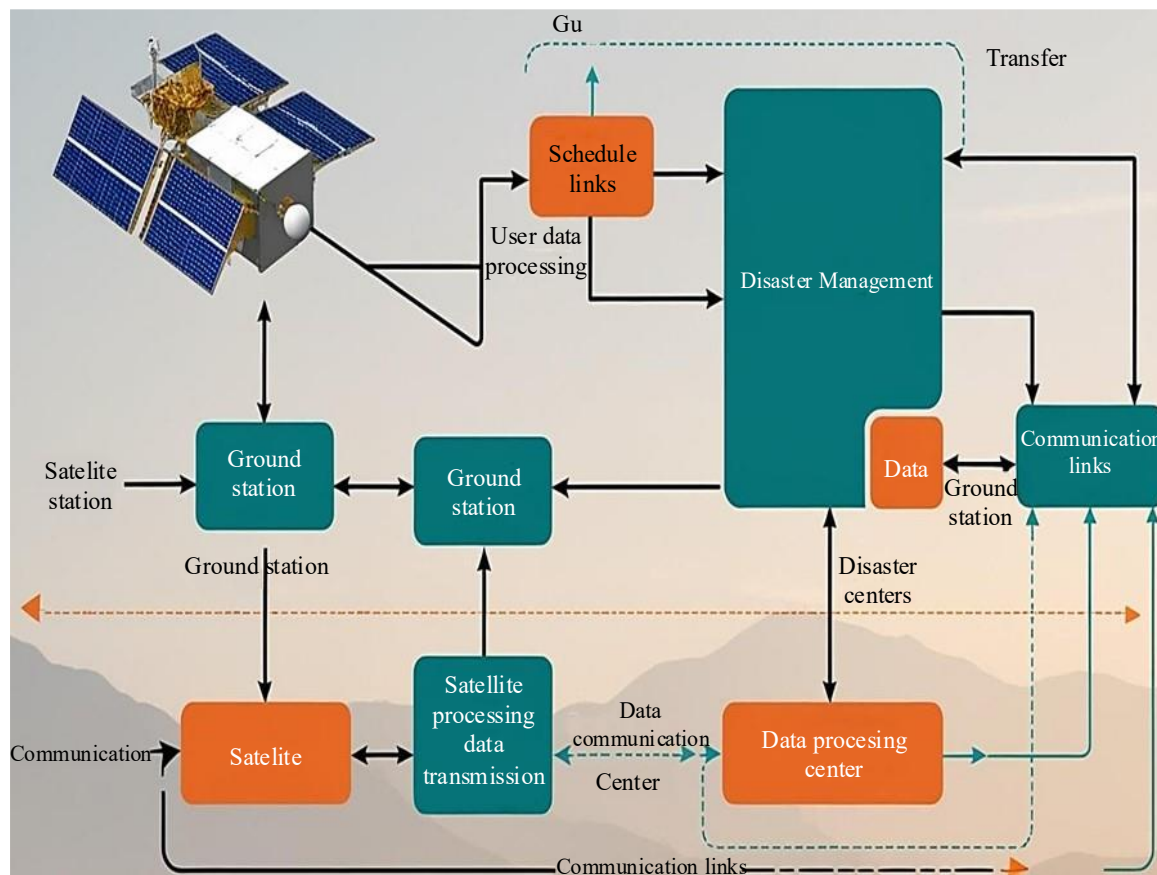 Gu
Transfer
Schedule
links
User data
processing
Disaster Management
Communication
links
Ground
station
Ground
station
Satelite
station
Data
Ground
station
Ground station
Disaster
centers
Satellite
processing
data
transmission
Data
communication
Center
Communication
Satelite
Data procesing
center
Communication links